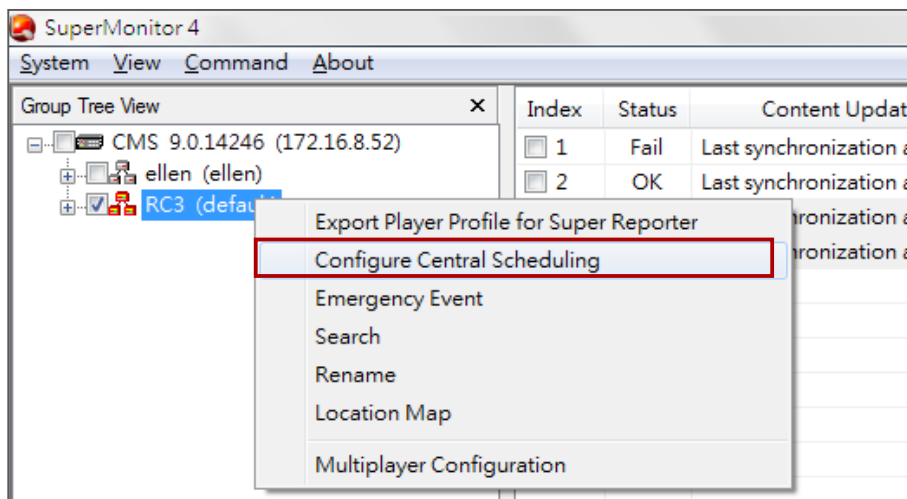 SuperMonitor 4
System View Command About
Group Tree View
Index Status Content Updat
CMS 9.0.14246 (172.16.8.52)
1 Fail Last synchronization a
ellen (ellen)
2 OK Last synchronization a
RC3 (defau
Export Player Profile for Super Reporter
hronization a
Configure Central Scheduling
hronization a
Emergency Event
Search
Rename
Location Map
Multiplayer Configuration